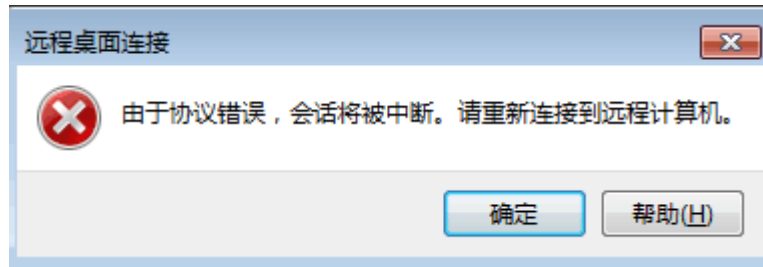 远程桌面连接
由于协议错误，会话将被中断。请重新连接到远程计算机。
确定
帮助(H)